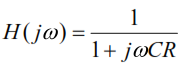 H(jω) = 1 / (1 + jωCR)